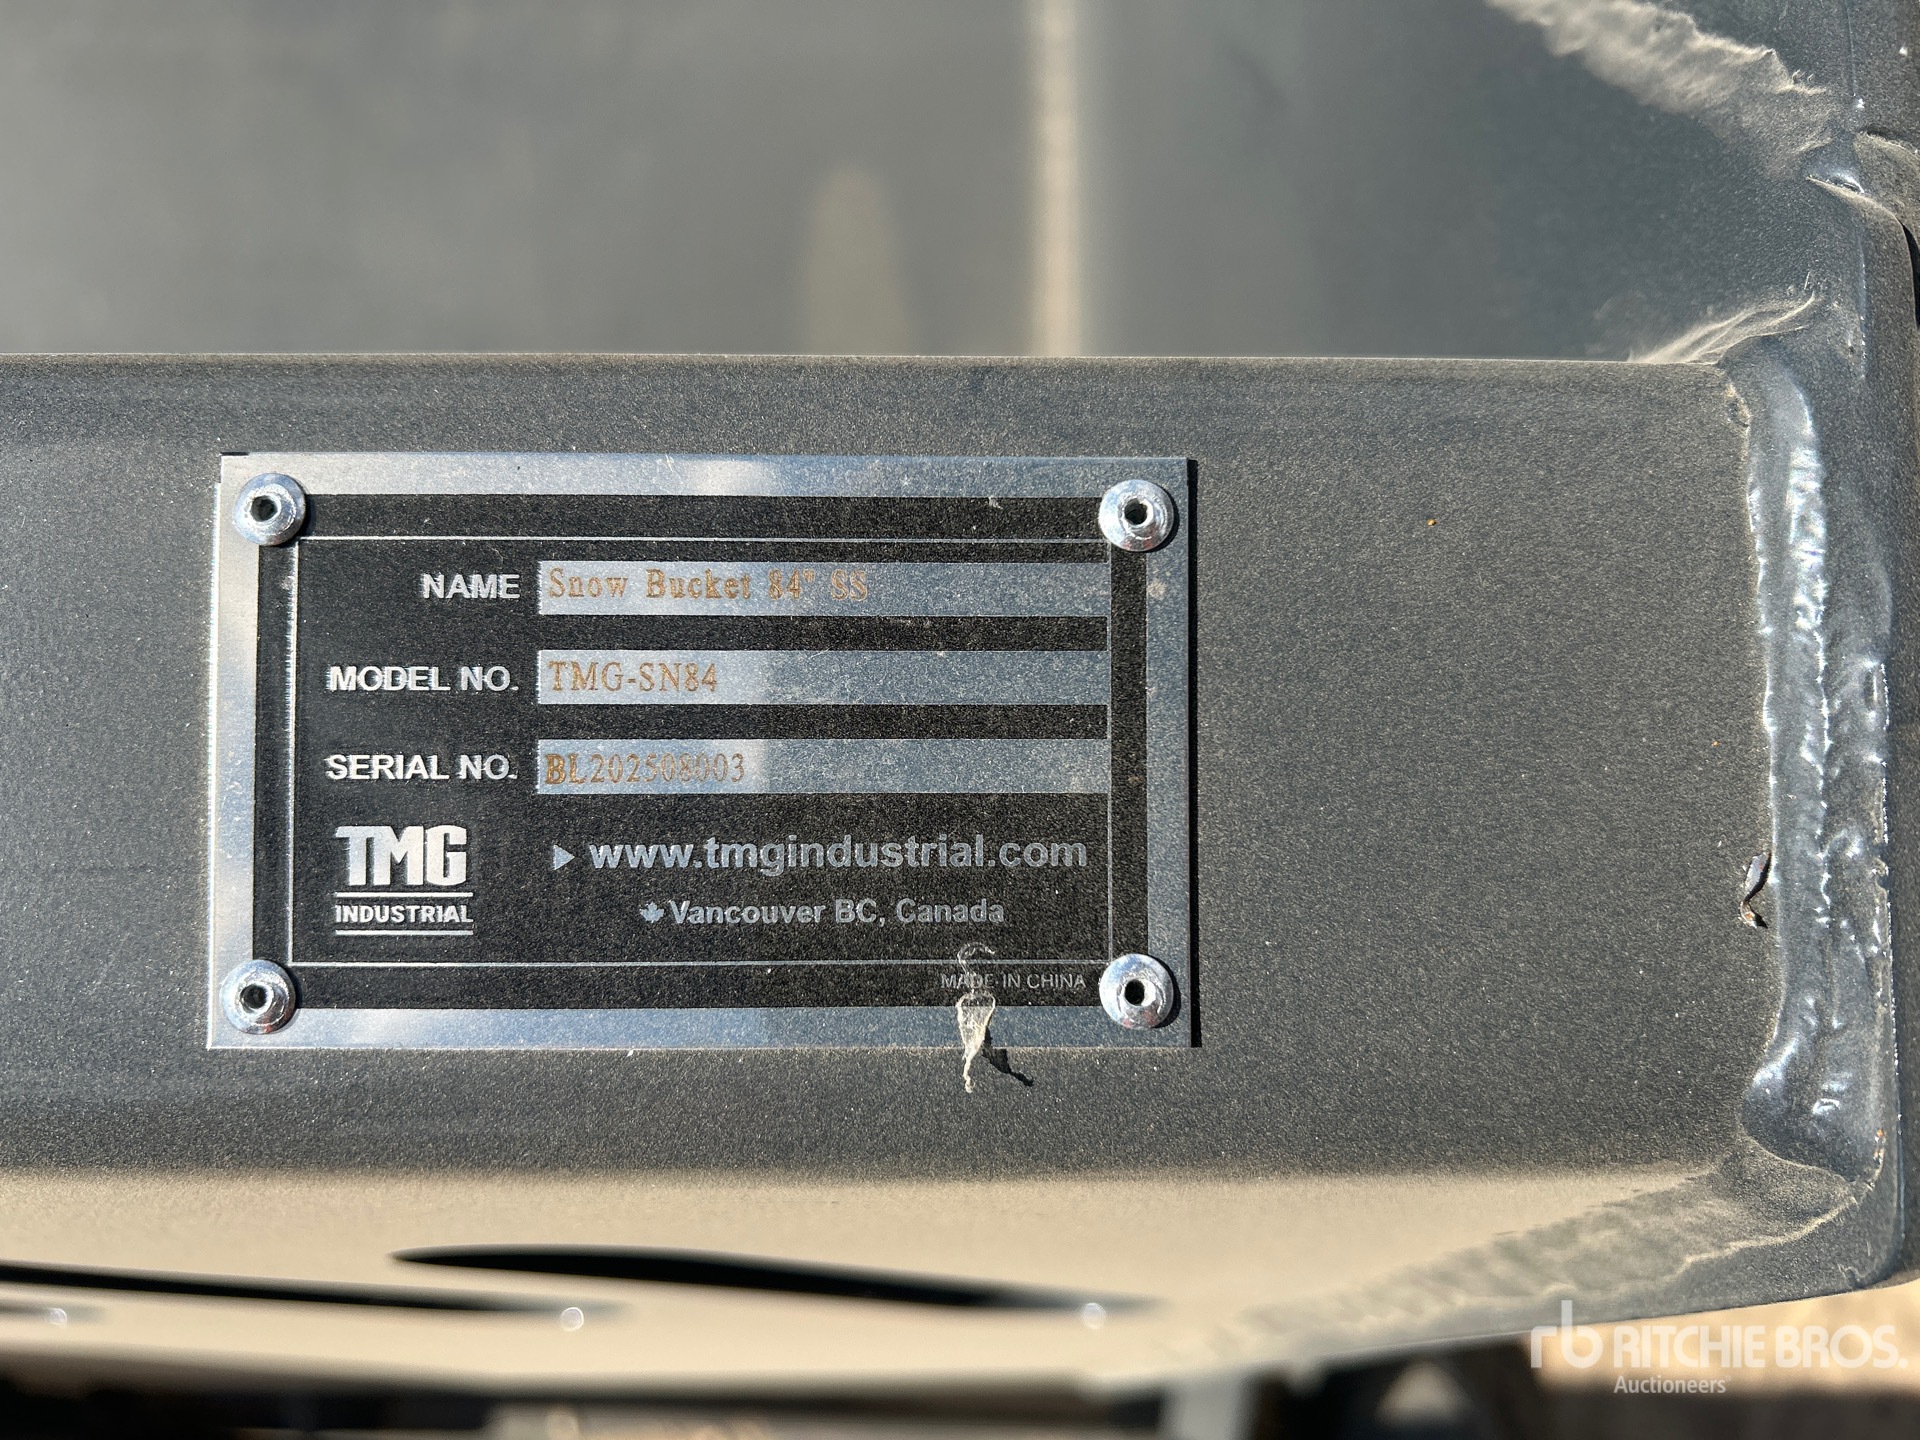 NAME Snow Bucket 84" SS
MODEL NO. TMG-SN84
SERIAL NO. BL202508003
TMG
INDUSTRIAL
www.tmgindustrial.com
Vancouver BC, Canada
MADE IN CHINA
rb RITCHIE BROS.
Auctioneers